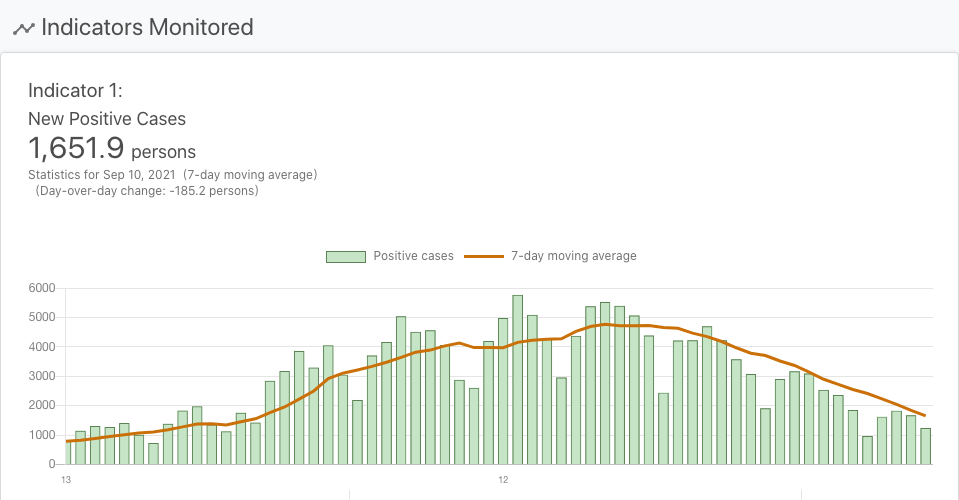 Indicators Monitored
Indicator 1:
New Positive Cases
1,651.9 persons
Statistics for Sep 10, 2021 (7-day moving average)
(Day-over-day change: -185.2 persons)
Positive cases 7-day moving average
6000
5000
4000
3000
2000
1000
0
13 12